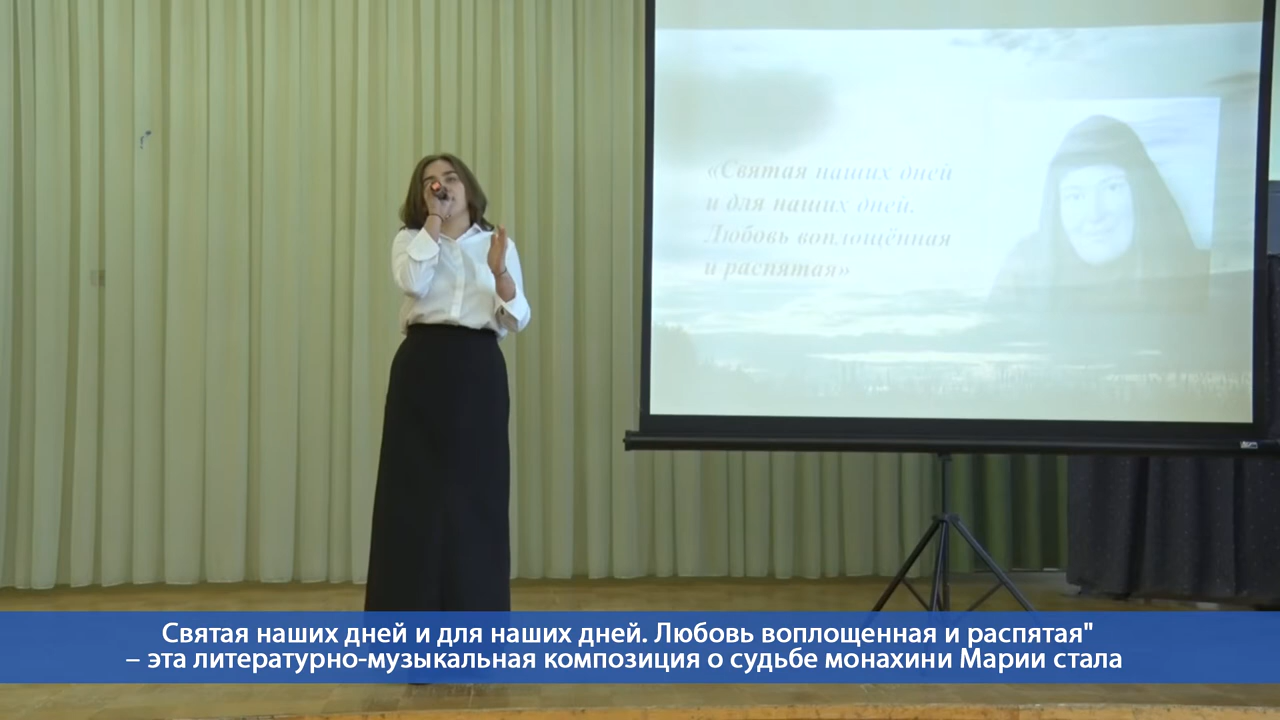 «Святая наших дней
и для наших дней.
Любовь воплощённая
и распятая»
Святая наших дней и для наших дней. Любовь воплощенная и распятая"
– эта литературно-музыкальная композиция о судьбе монахини Марии стала